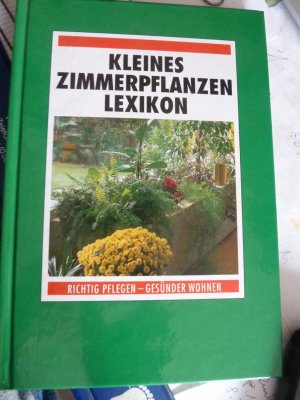 KLEINES
ZIMMERPFLANZEN
LEXIKON
RICHTIG PFLEGEN – GESÜNDER WOHNEN